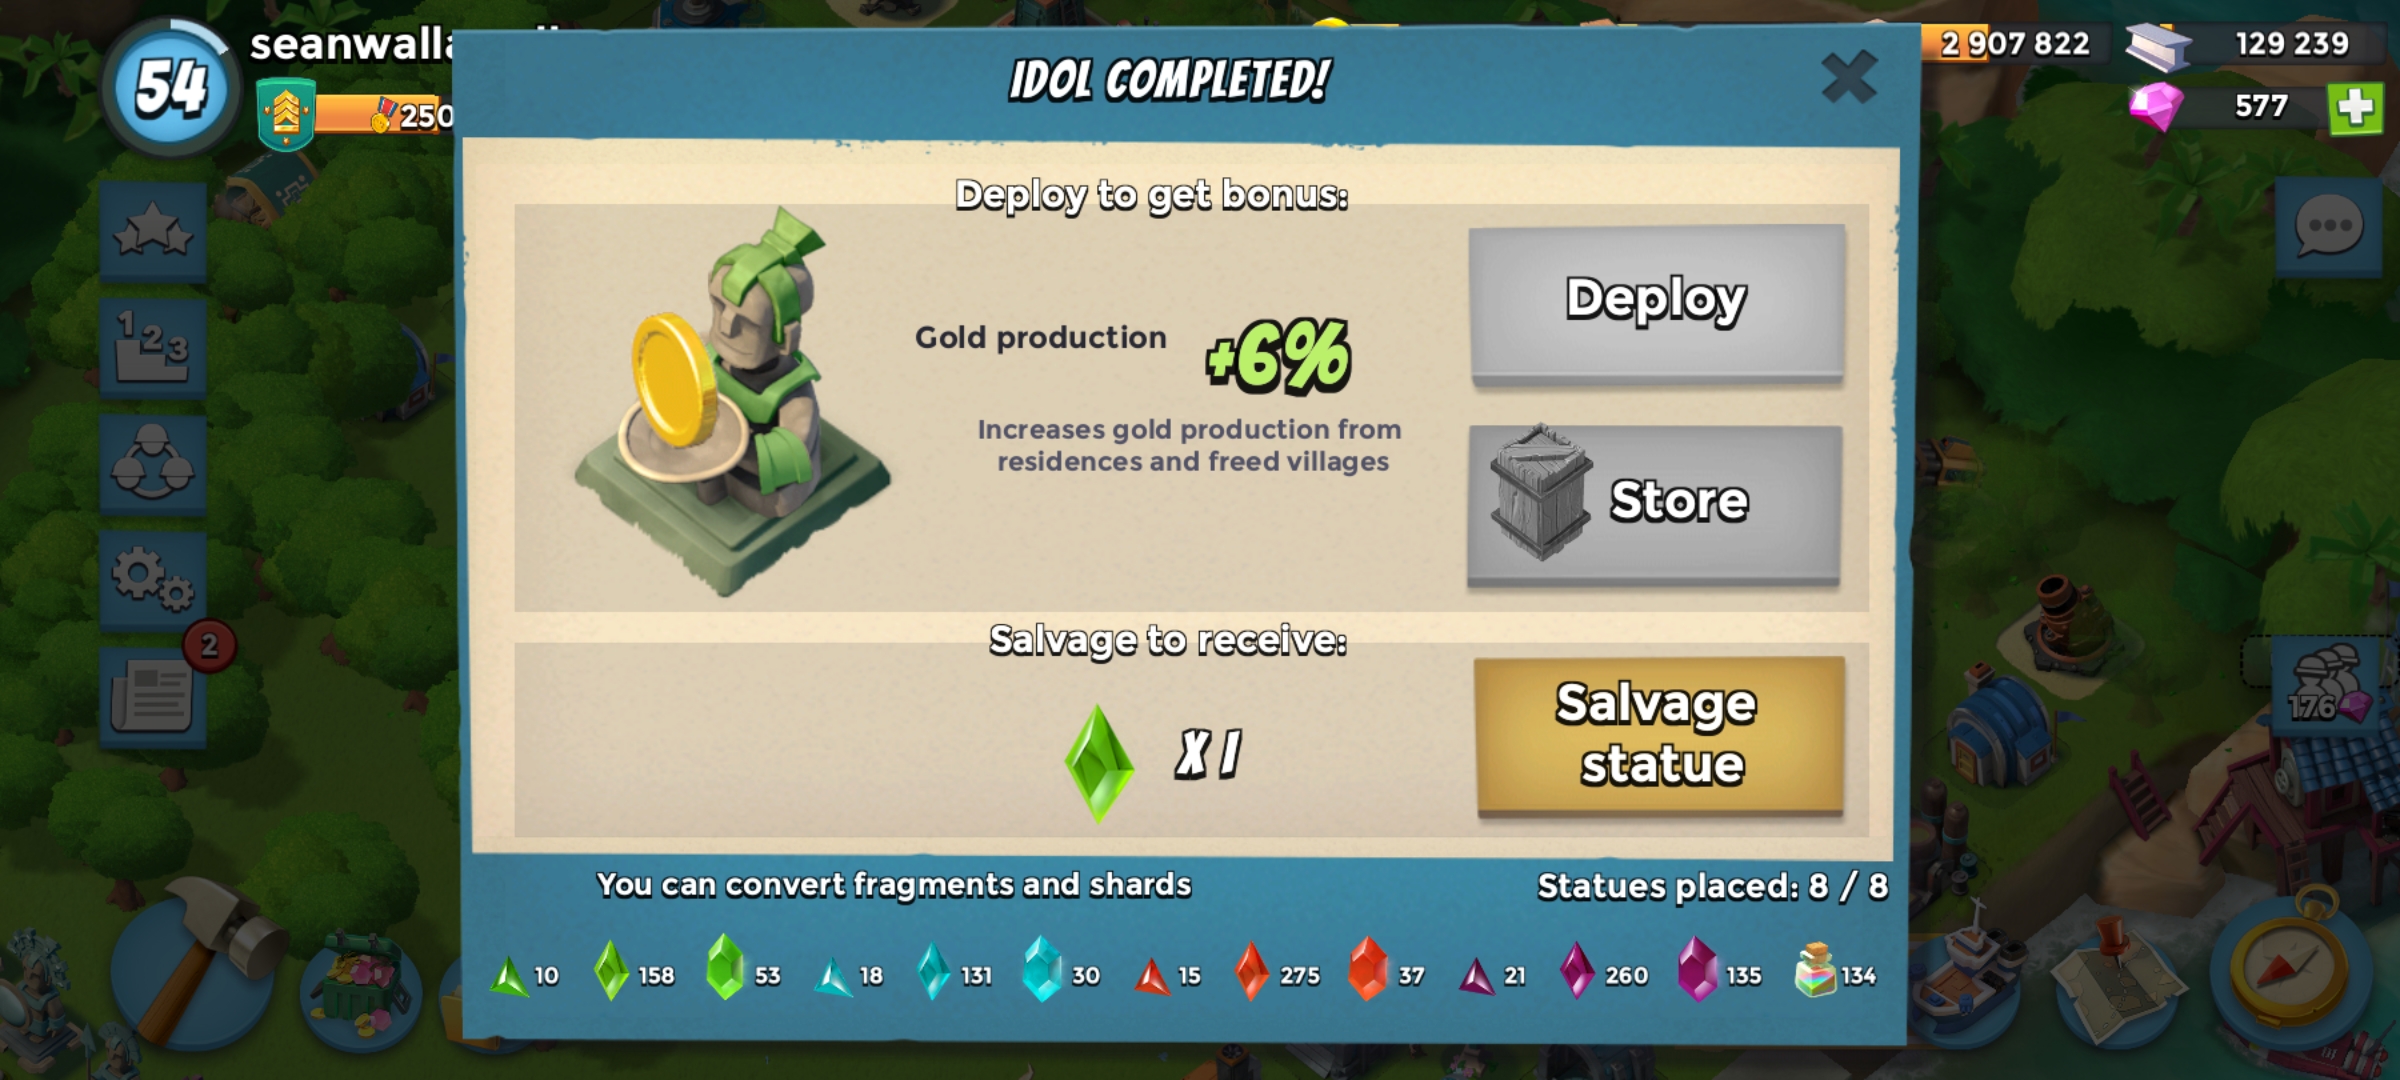 54
250
2 907 822
129 239
577
IDOL COMPLETED!
Deploy to get bonus:
Gold production
+6%
Increases gold production from
residences and freed villages
Deploy
Store
Salvage to receive:
X 1
Salvage
statue
1 2 3
2
176
You can convert fragments and shards
Statues placed: 8 / 8
10
158
53
18
131
30
15
275
37
21
260
135
134